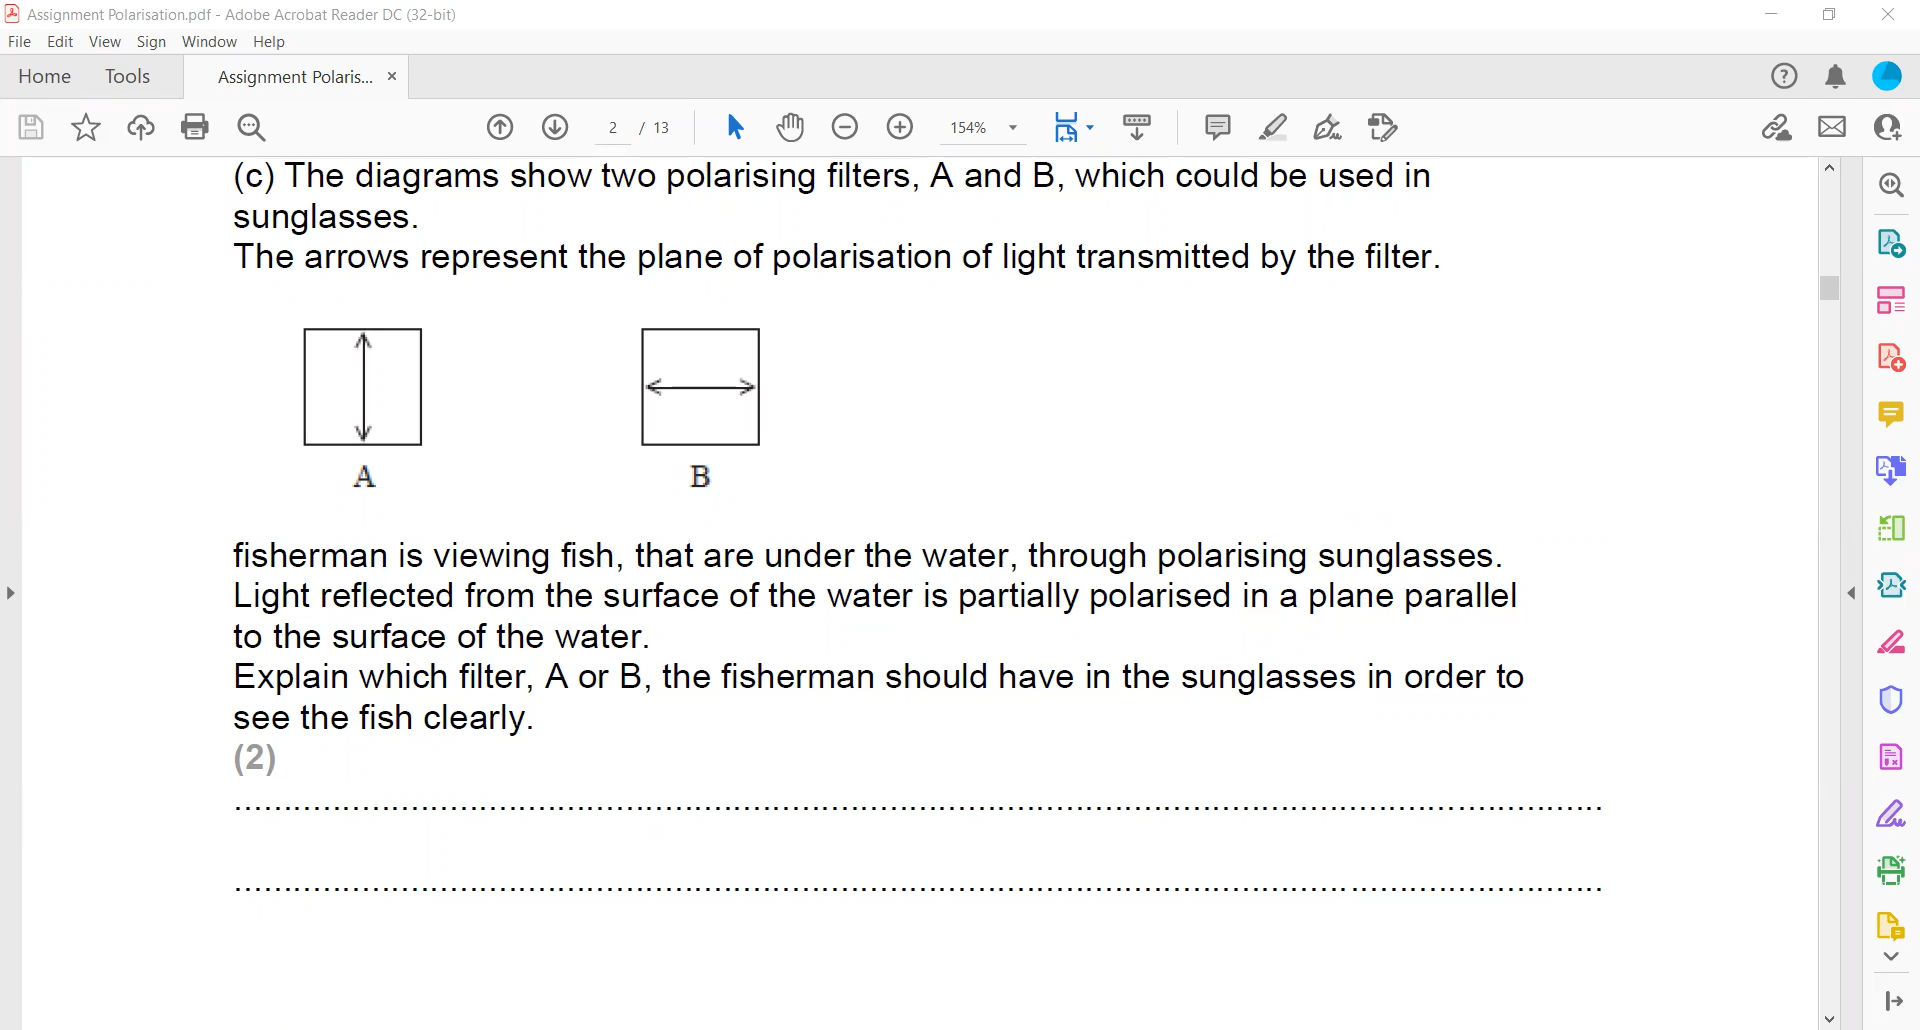 Assignment Polarisation.pdf - Adobe Acrobat Reader DC (32-bit)
File Edit View Sign Window Help
Home Tools Assignment Polaris... ×
2 / 13 154%
(c) The diagrams show two polarising filters, A and B, which could be used in
sunglasses.
The arrows represent the plane of polarisation of light transmitted by the filter.
A B
fisherman is viewing fish, that are under the water, through polarising sunglasses.
Light reflected from the surface of the water is partially polarised in a plane parallel
to the surface of the water.
Explain which filter, A or B, the fisherman should have in the sunglasses in order to
see the fish clearly.
(2)